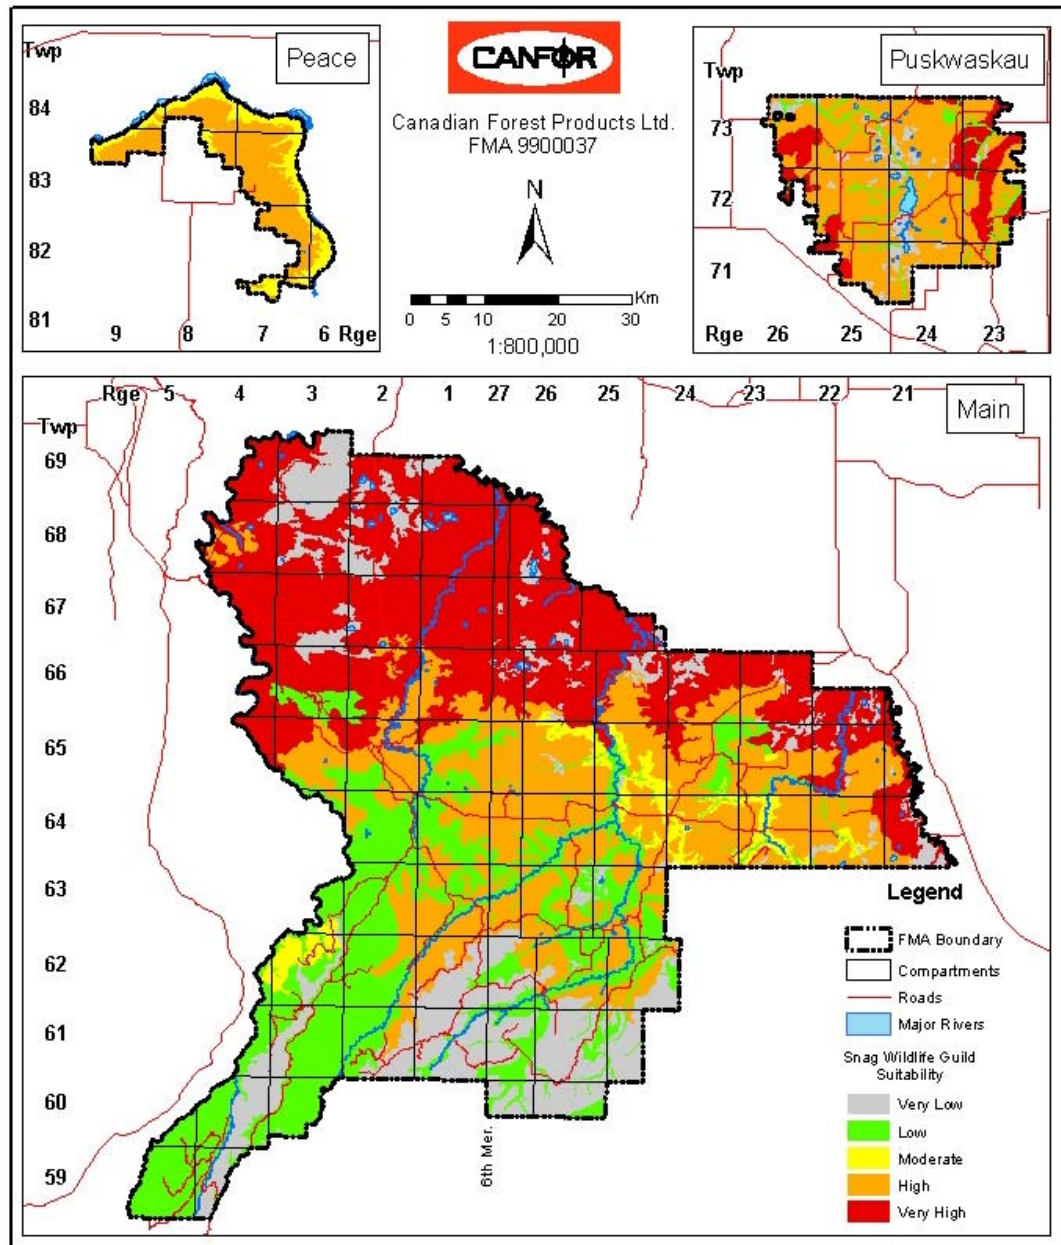 Twp
Peace
84
83
82
81
9 8 7 6 Rge
CANFOR
Canadian Forest Products Ltd.
FMA 9900037
N
Km
0 5 10 20 30
1:800,000
Twp
Puskwaskau
73
72
71
Rge 26 25 24 23
Rge 5 4 3 2 1 27 26 25 24 23 22 21
Main
Twp
69
68
67
66
65
64
63
62
61
60
59
6th Mer.
Legend
FMA Boundary
Compartments
Roads
Major Rivers
Snag Wildlife Guild
Suitability
Very Low
Low
Moderate
High
Very High